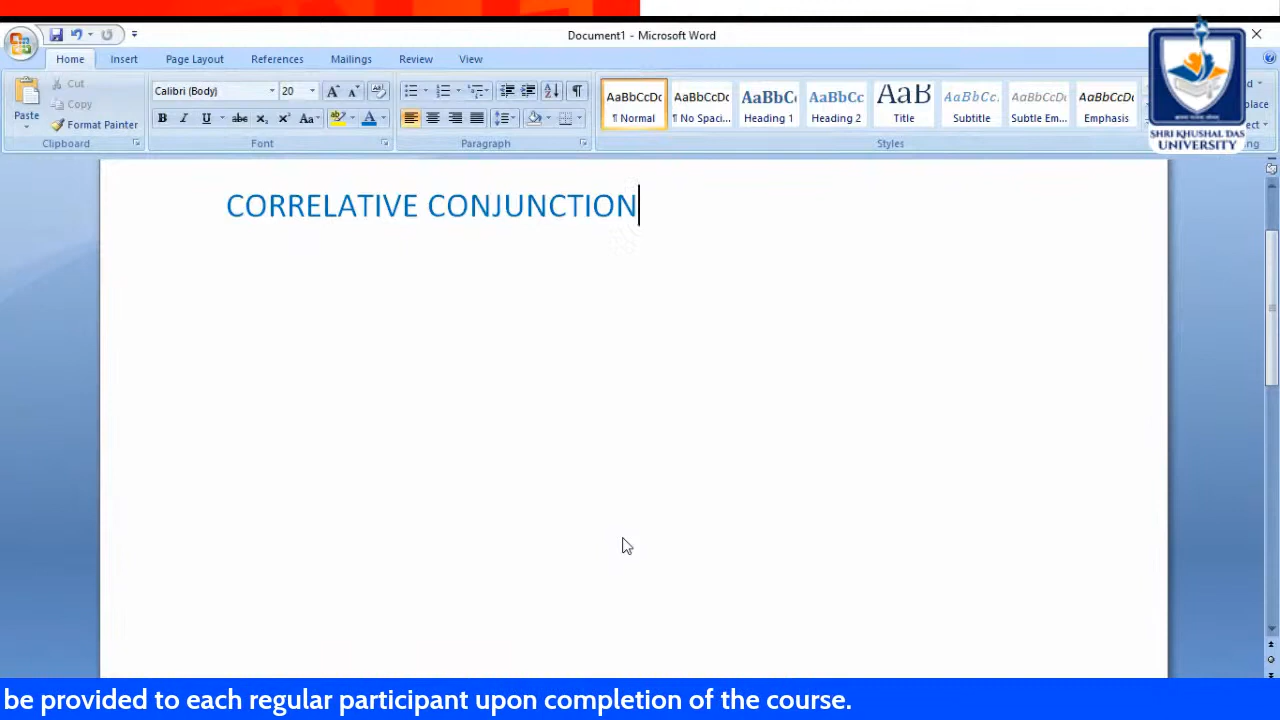 Document1 - Microsoft Word
Home Insert Page Layout References Mailings Review View
Paste
Cut
Copy
Format Painter
Clipboard
Calibri (Body) 20
Font
Paragraph
AaBbCcDc AaBbCcDc AaBbC AaBbCc AaB AaBbCc. AaBbCcDc AaBbCcDc
¶ Normal ¶ No Spaci... Heading 1 Heading 2 Title Subtitle Subtle Em... Emphasis
Styles
SHRI KHUSHAL DAS
UNIVERSITY
CORRELATIVE CONJUNCTION
be provided to each regular participant upon completion of the course.